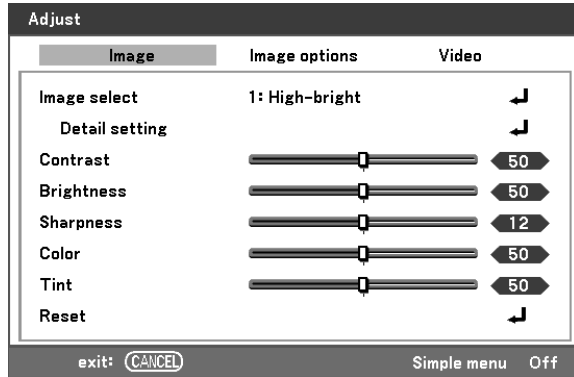 Adjust
Image Image options Video
Image select 1: High-bright
Detail setting
Contrast 50
Brightness 50
Sharpness 12
Color 50
Tint 50
Reset
exit: CANCEL Simple menu Off